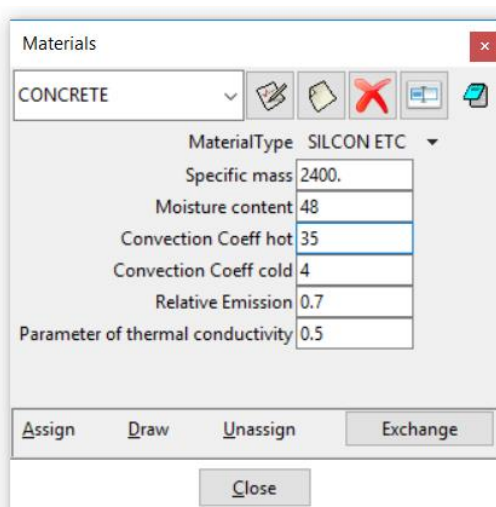 Materials
CONCRETE
MaterialType SILCON ETC
Specific mass 2400.
Moisture content 48
Convection Coeff hot 35
Convection Coeff cold 4
Relative Emission 0.7
Parameter of thermal conductivity 0.5
Assign Draw Unassign Exchange
Close